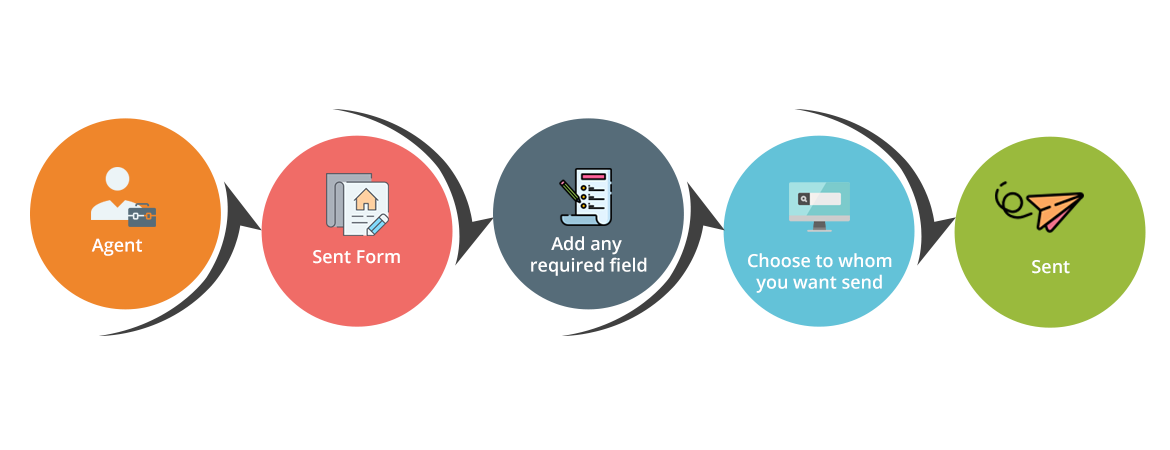 Agent
Sent Form
Add any
required field
Choose to whom
you want send
Sent